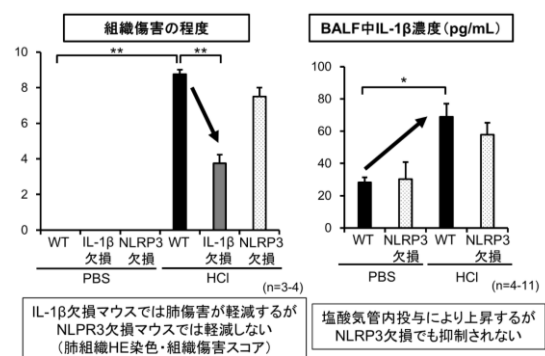 組織傷害の程度
**
**
10
8
6
4
2
0
WT
IL-1β
欠損
NLRP3
欠損
WT
IL-1β
欠損
NLRP3
欠損
PBS
HCl
(n=3-4)
IL-1β欠損マウスでは肺傷害が軽減するが
NLPR3欠損マウスでは軽減しない
(肺組織HE染色・組織傷害スコア)
BALF中IL-1β濃度(pg/mL)
*
100
80
60
40
20
0
WT
NLRP3
欠損
WT
NLRP3
欠損
PBS
HCl
(n=4-11)
塩酸気管内投与により上昇するが
NLRP3欠損でも抑制されない